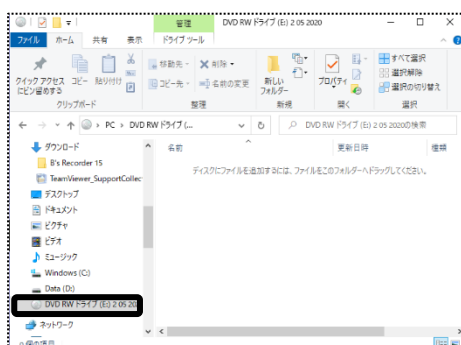 管理
DVD RW ドライブ (E:) 2 05 2020
ファイル
ホーム
共有
表示
ドライブ ツール
クイック アクセスにピン留めする
コピー
貼り付け
移動先
削除
コピー先
名前の変更
新しいフォルダー
プロパティ
すべて選択
選択解除
選択の切り替え
クリップボード
整理
新規
開く
選択
PC > DVD RW ドライブ (...
DVD RW ドライブ (E:) 2 05 2020の検索
ダウンロード
B's Recorder 15
TeamViewer_SupportCollec
デスクトップ
ドキュメント
ピクチャ
ビデオ
ミュージック
Windows (C:)
Data (D:)
DVD RW ドライブ (E:) 2 05 202
ネットワーク
名前
更新日時
種類
ディスクにファイルを追加するには、ファイルをこのフォルダーへドラッグしてください。
0 個の項目